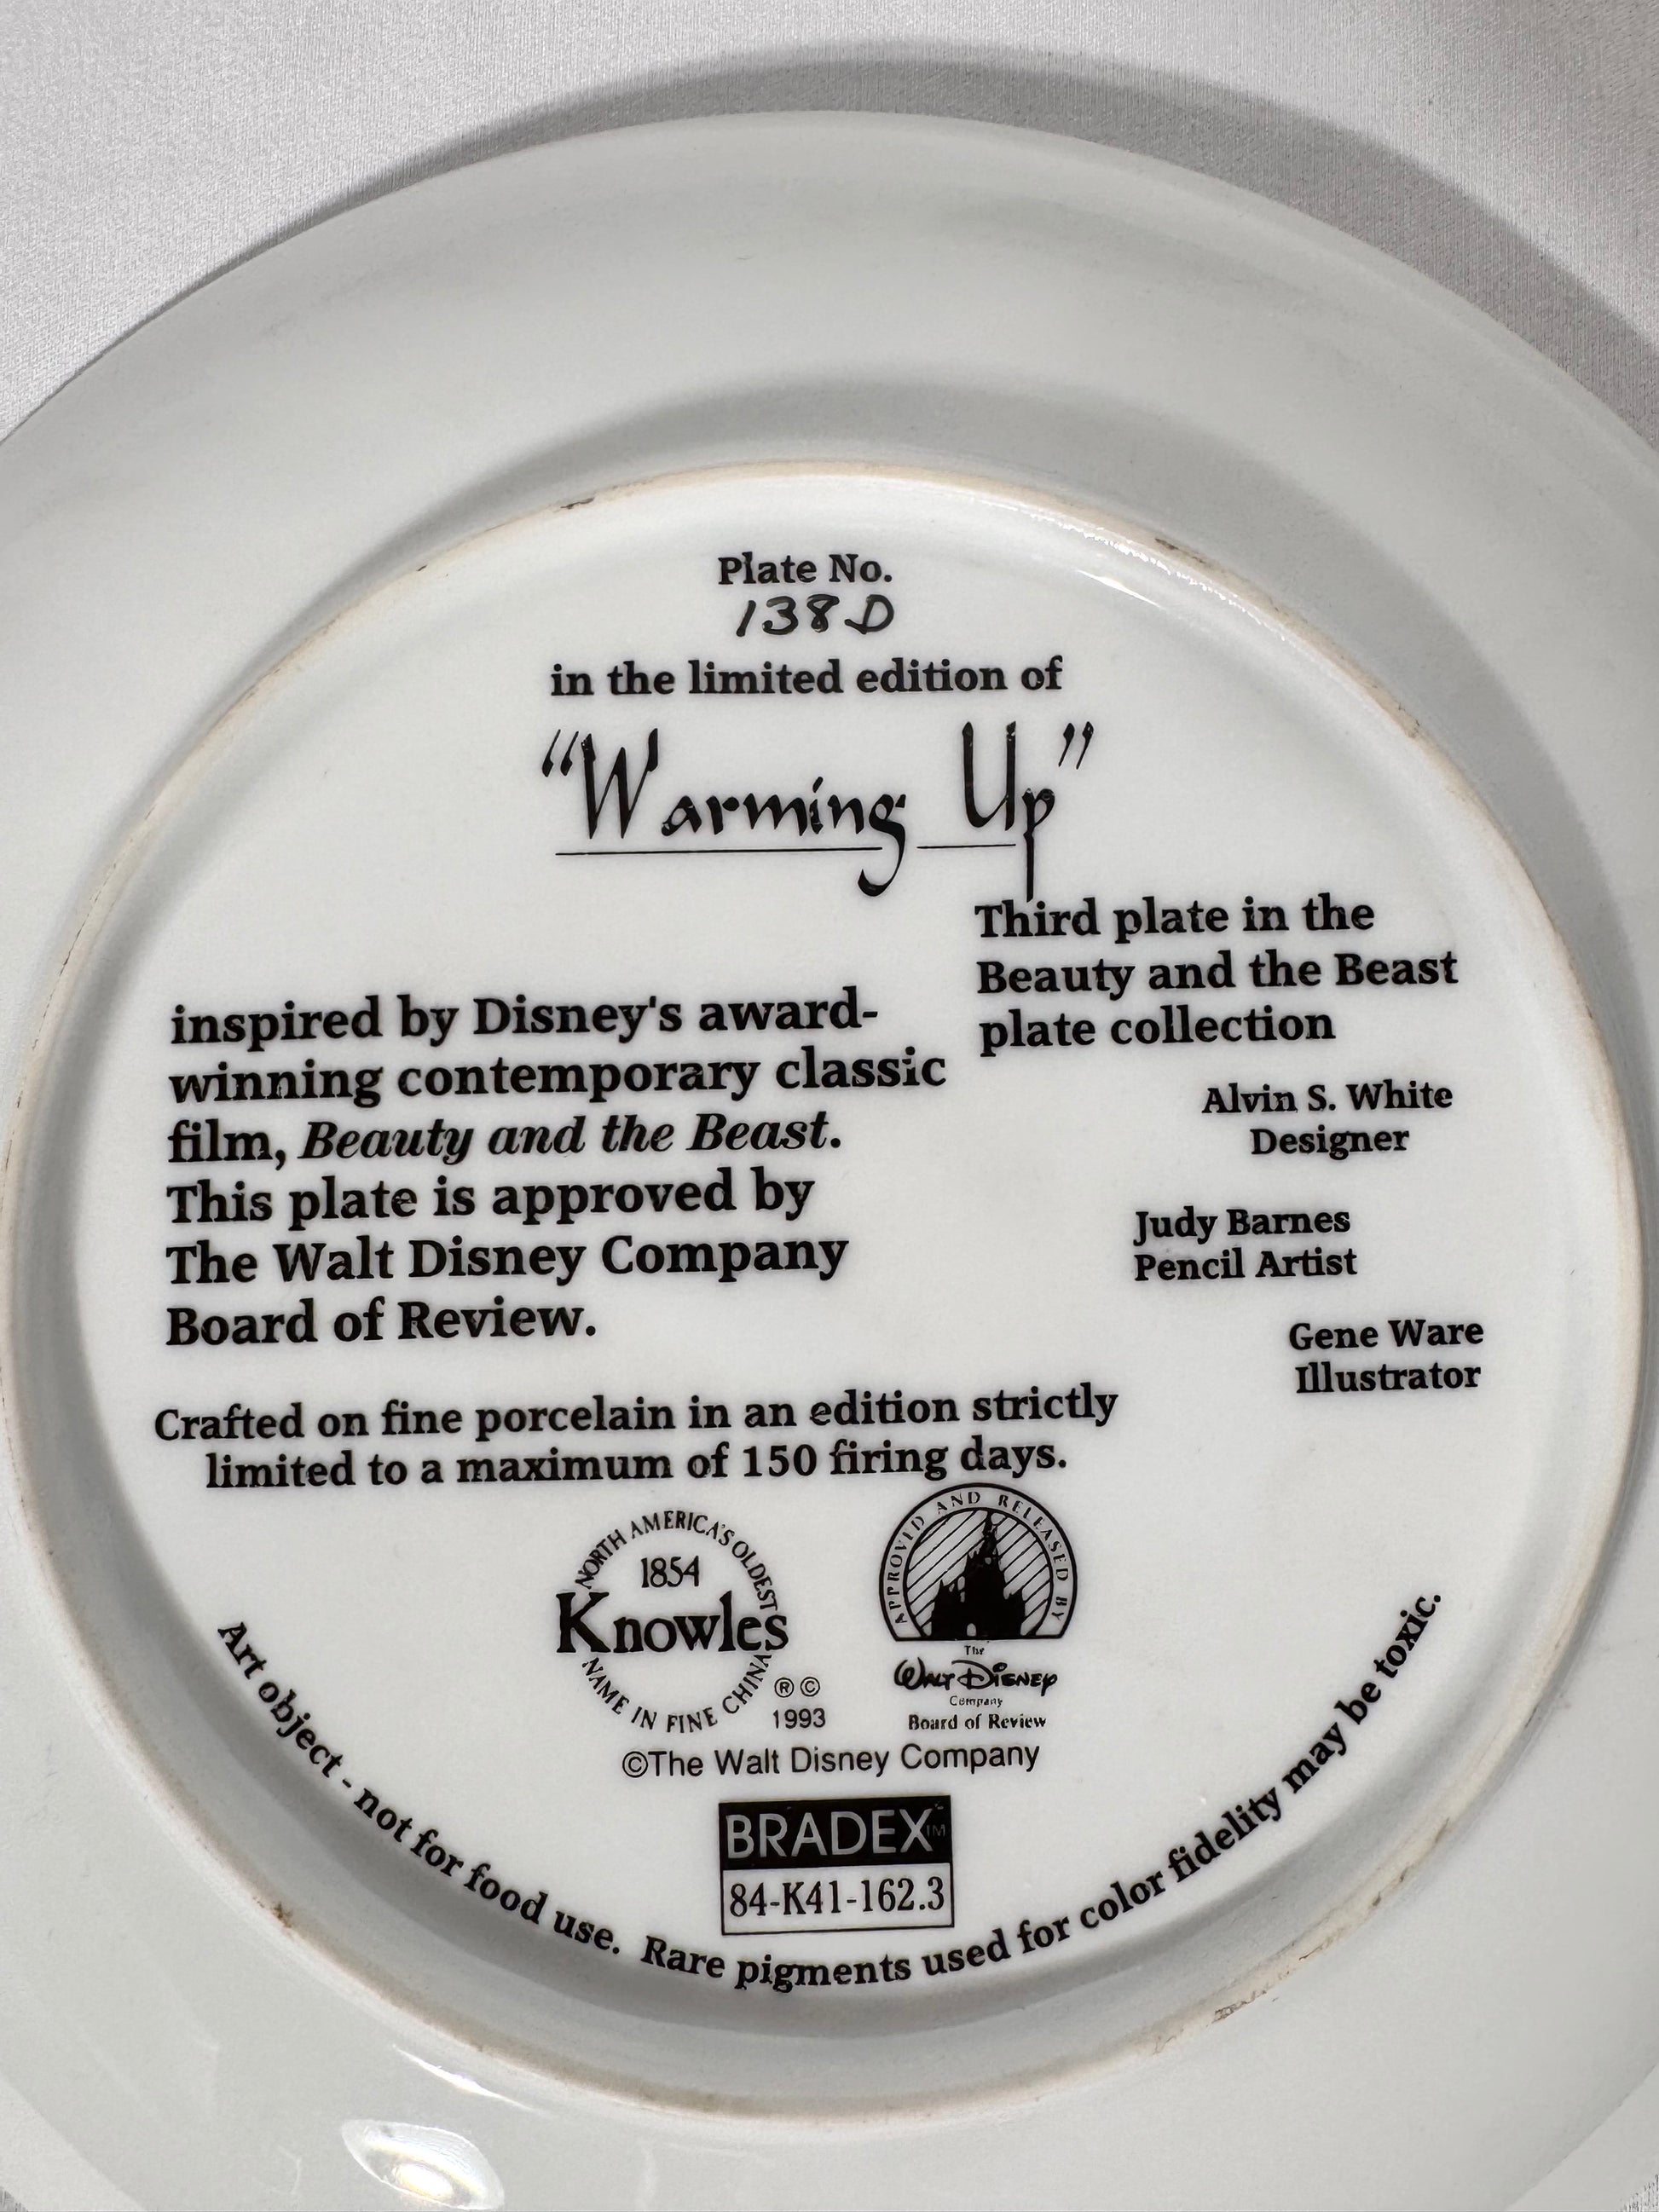 Plate No.
138D
in the limited edition of
“Warming Up”
Third plate in the
Beauty and the Beast
plate collection
inspired by Disney's award-
winning contemporary classic
film, Beauty and the Beast.
This plate is approved by
The Walt Disney Company
Board of Review.
Alvin S. White
Designer
Judy Barnes
Pencil Artist
Gene Ware
Illustrator
Crafted on fine porcelain in an edition strictly
limited to a maximum of 150 firing days.
NORTH AMERICA'S OLDEST
1854
Knowles
NAME IN FINE CHINA
®©
1993
APPROVED AND RELEASED BY
The
Walt Disney
Company
Board of Review
©The Walt Disney Company
BRADEX™
84-K41-162.3
Art object - not for food use. Rare pigments used for color fidelity may be toxic.